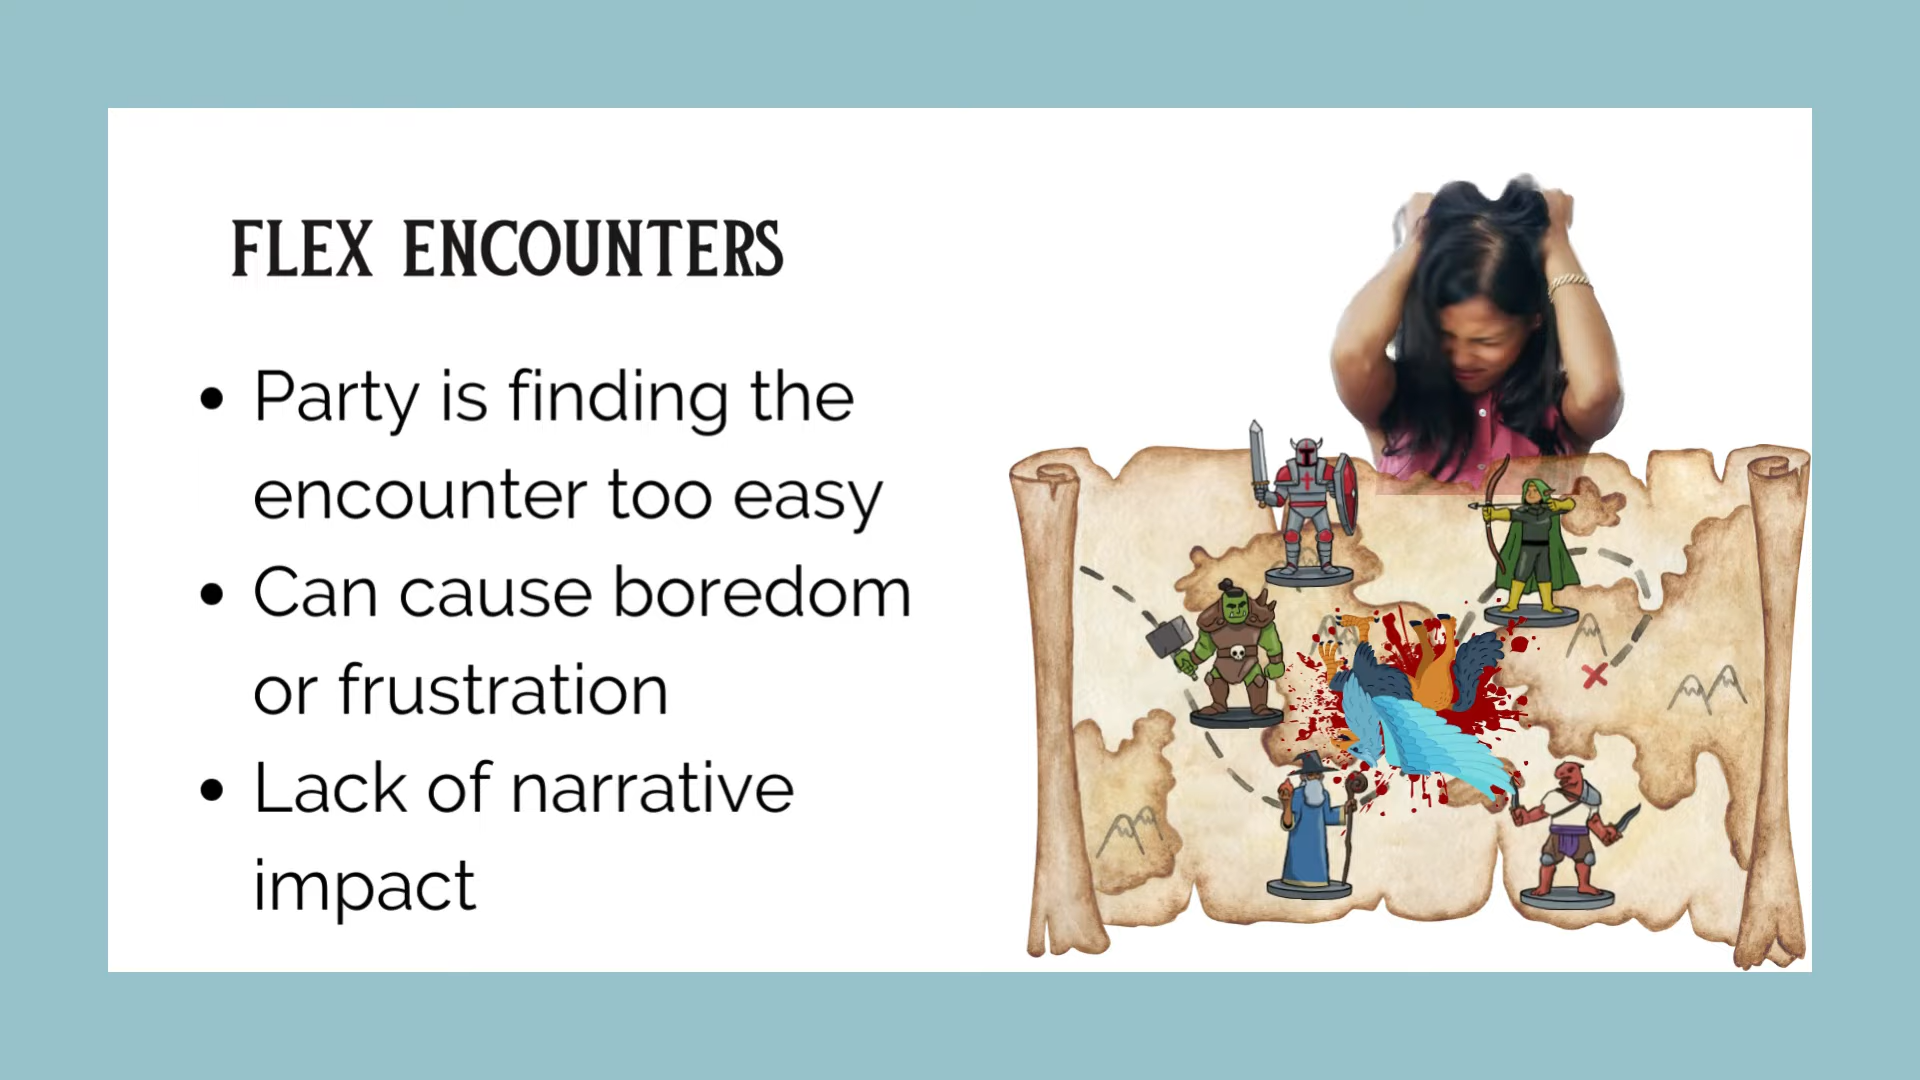 FLEX ENCOUNTERS
• Party is finding the
encounter too easy
• Can cause boredom
or frustration
• Lack of narrative
impact